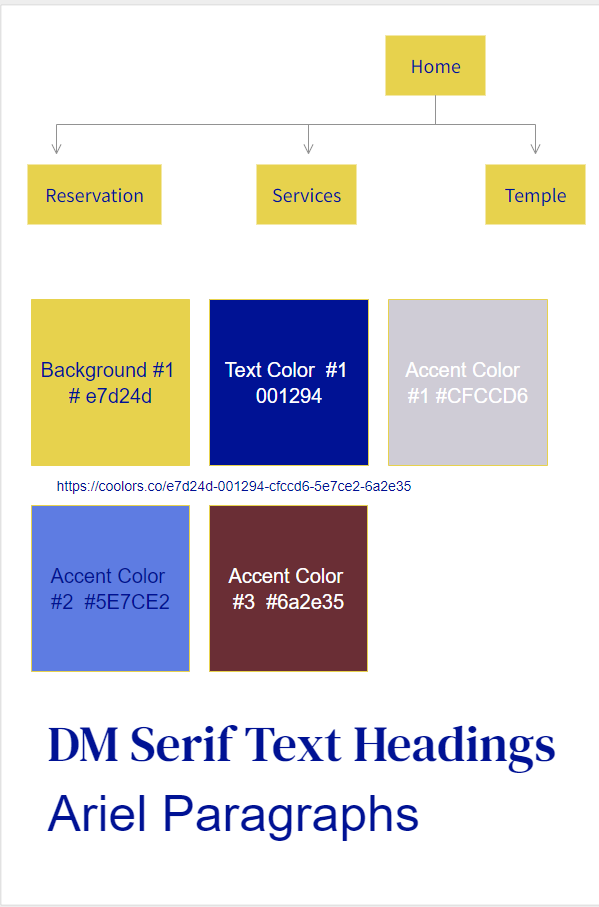 Home
Reservation
Services
Temple
Background #1
# e7d24d
Text Color  #1
001294
Accent Color
#1 #CFCCD6
https://coolors.co/e7d24d-001294-cfccd6-5e7ce2-6a2e35
Accent Color
#2  #5E7CE2
Accent Color
#3  #6a2e35
DM Serif Text Headings
Ariel Paragraphs